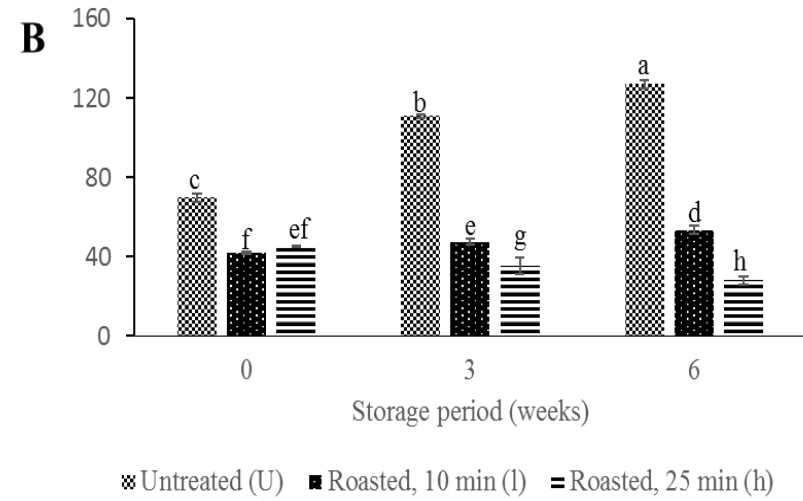 B
160
120
80
40
0
c
f
ef
b
e
g
a
d
h
0 3 6
Storage period (weeks)
Untreated (U) Roasted, 10 min (l) Roasted, 25 min (h)